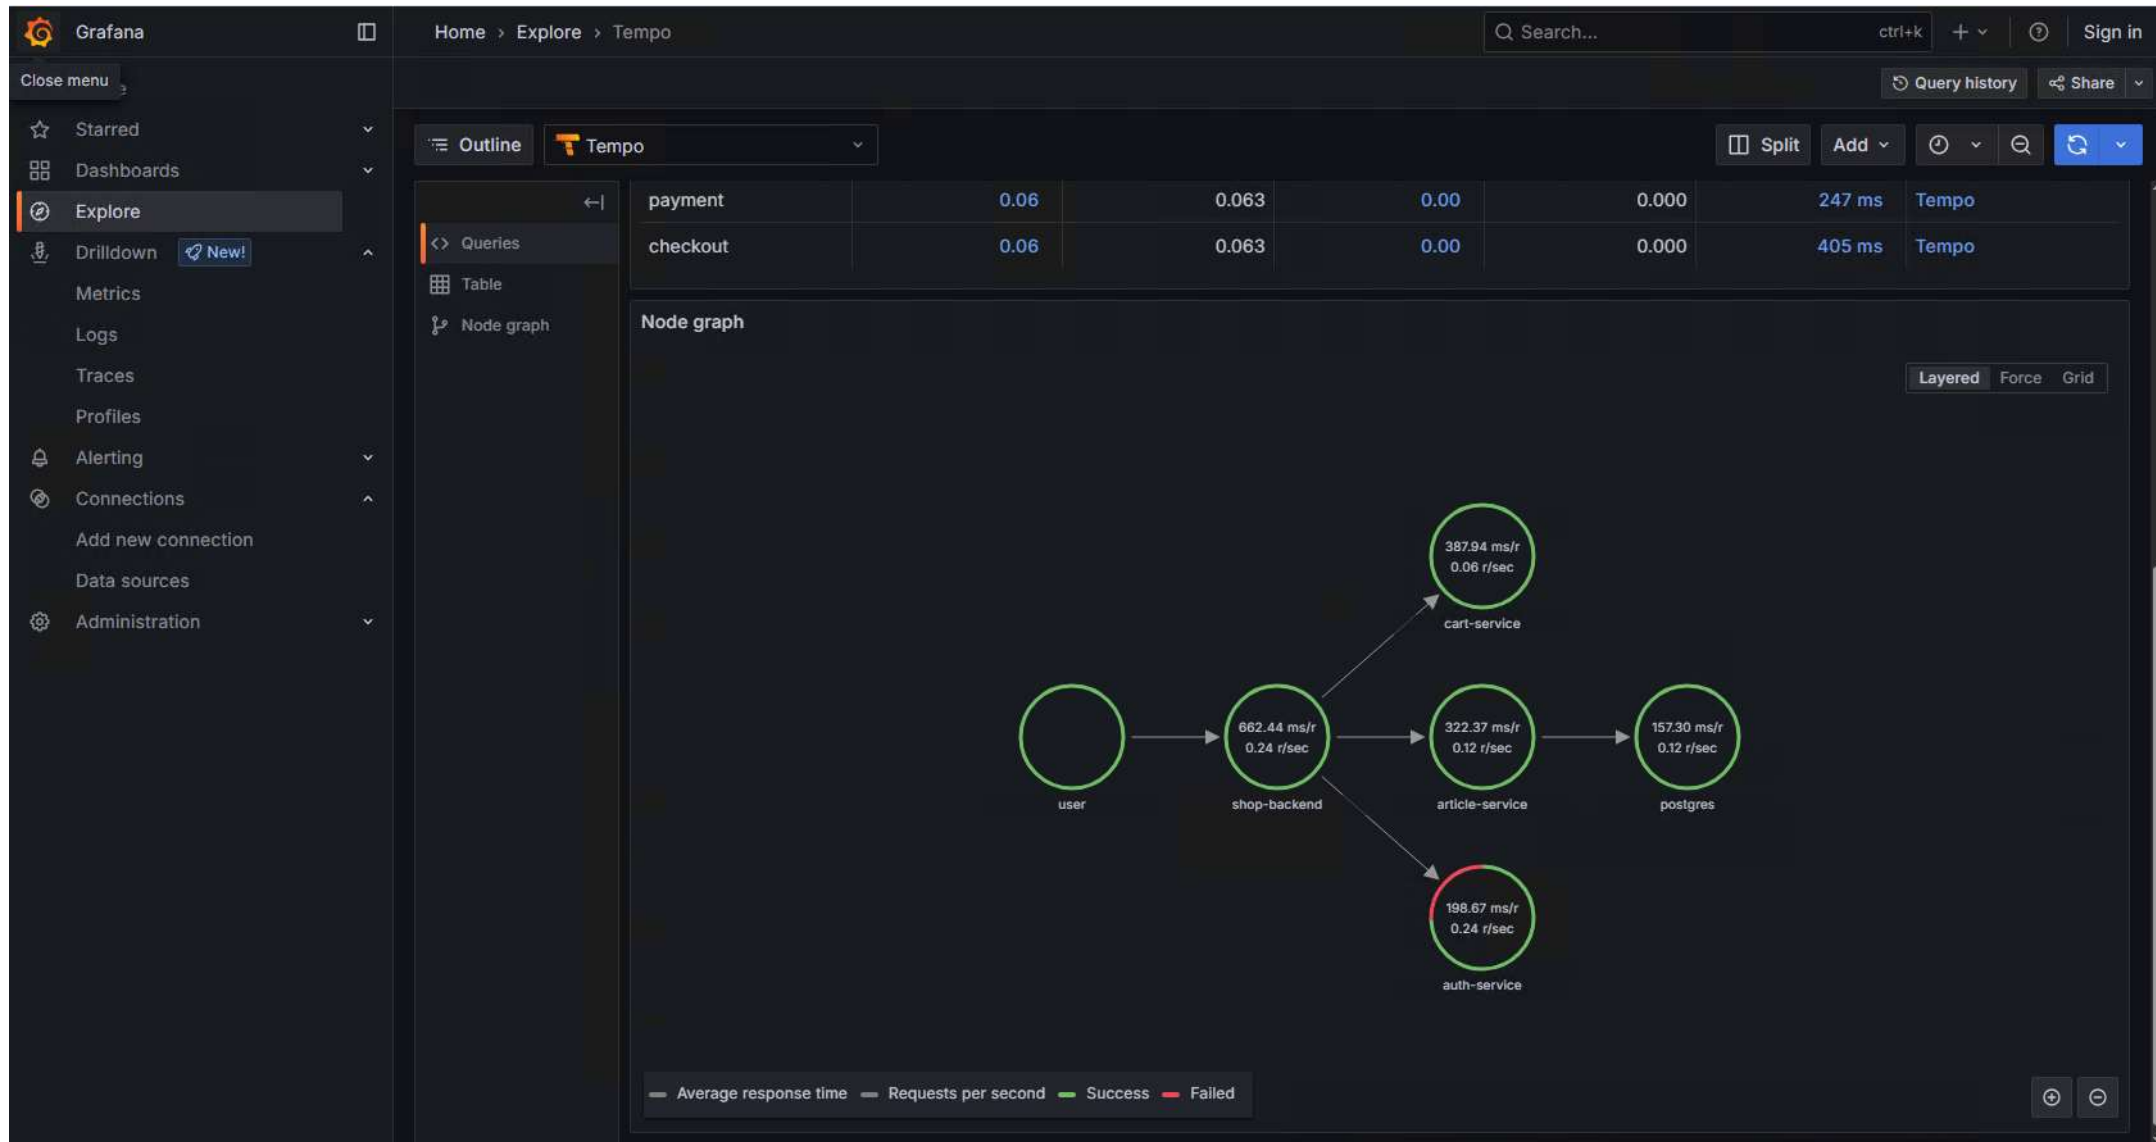 Grafana
Home › Explore › Tempo
Search...
ctrl+k
Sign in
Close menu
Query history
Share
Starred
Dashboards
Explore
Drilldown
New!
Metrics
Logs
Traces
Profiles
Alerting
Connections
Add new connection
Data sources
Administration
Outline
Tempo
Split
Add
Queries
Table
Node graph
payment 0.06 0.063 0.00 0.000 247 ms Tempo
checkout 0.06 0.063 0.00 0.000 405 ms Tempo
Node graph
Layered Force Grid
387.94 ms/r
0.06 r/sec
cart-service
user
662.44 ms/r
0.24 r/sec
shop-backend
322.37 ms/r
0.12 r/sec
article-service
157.30 ms/r
0.12 r/sec
postgres
198.67 ms/r
0.24 r/sec
auth-service
Average response time Requests per second Success Failed